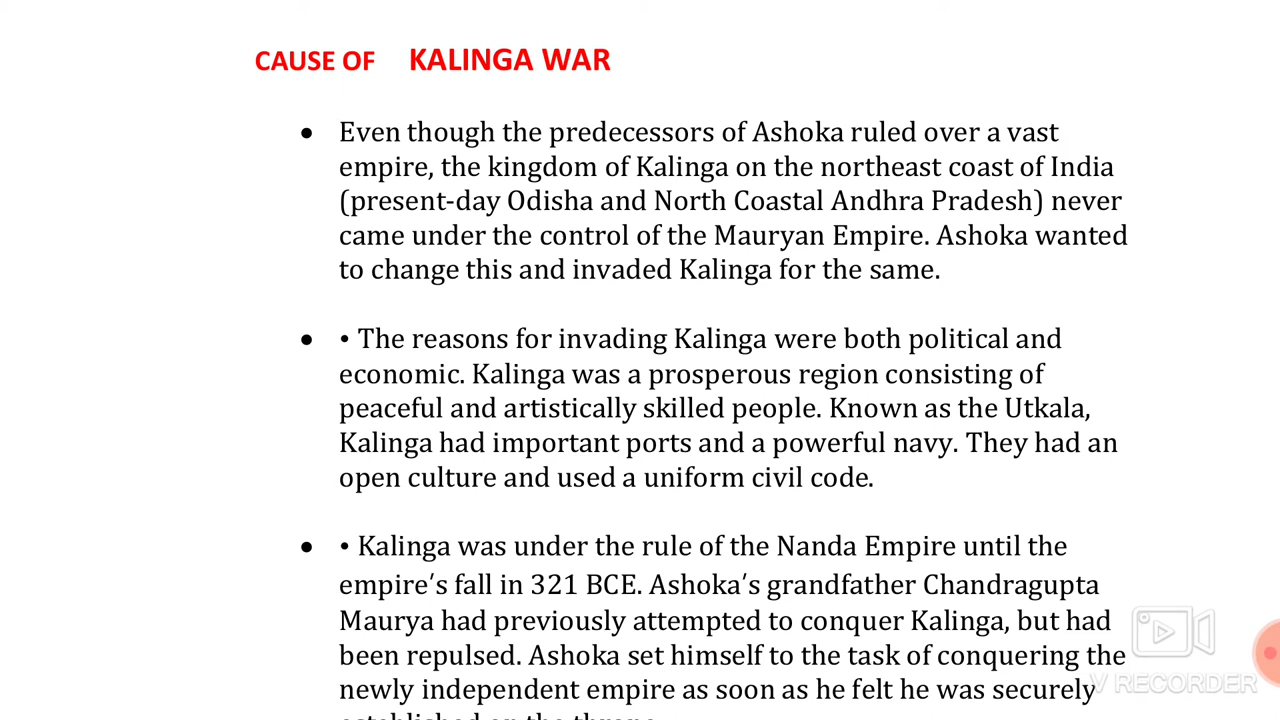 CAUSE OF KALINGA WAR
• Even though the predecessors of Ashoka ruled over a vast
empire, the kingdom of Kalinga on the northeast coast of India
(present-day Odisha and North Coastal Andhra Pradesh) never
came under the control of the Mauryan Empire. Ashoka wanted
to change this and invaded Kalinga for the same.
• • The reasons for invading Kalinga were both political and
economic. Kalinga was a prosperous region consisting of
peaceful and artistically skilled people. Known as the Utkala,
Kalinga had important ports and a powerful navy. They had an
open culture and used a uniform civil code.
• • Kalinga was under the rule of the Nanda Empire until the
empire's fall in 321 BCE. Ashoka's grandfather Chandragupta
Maurya had previously attempted to conquer Kalinga, but had
been repulsed. Ashoka set himself to the task of conquering the
newly independent empire as soon as he felt he was securely
established on the throne
V RECORDER